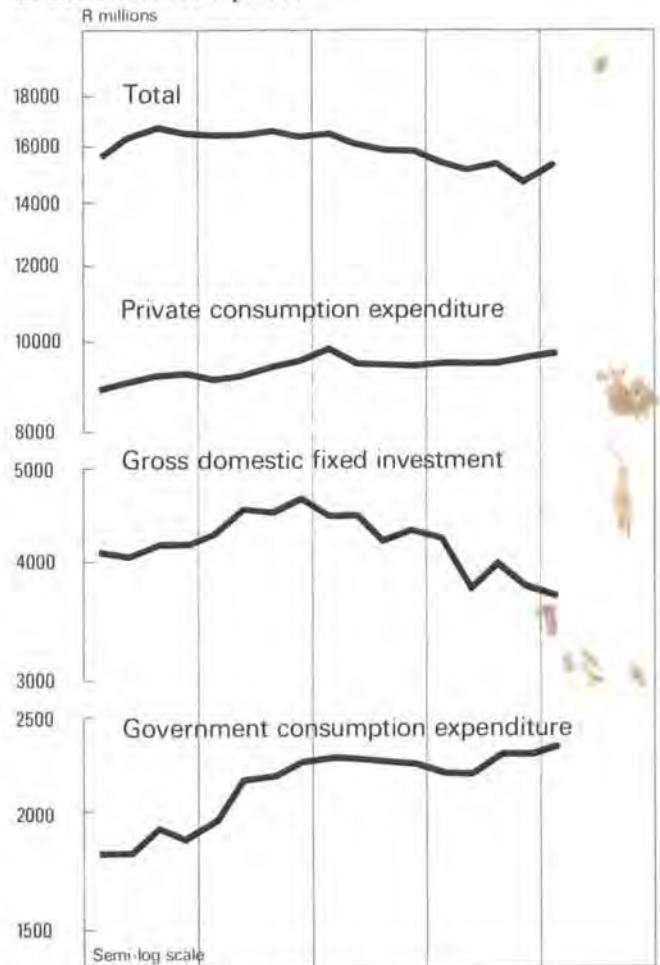 R millions
18000
Total
16000
14000
12000
Private consumption expenditure
10000
8000
Gross domestic fixed investment
5000
4000
3000
2500
Government consumption expenditure
2000
1500
Semi-log scale